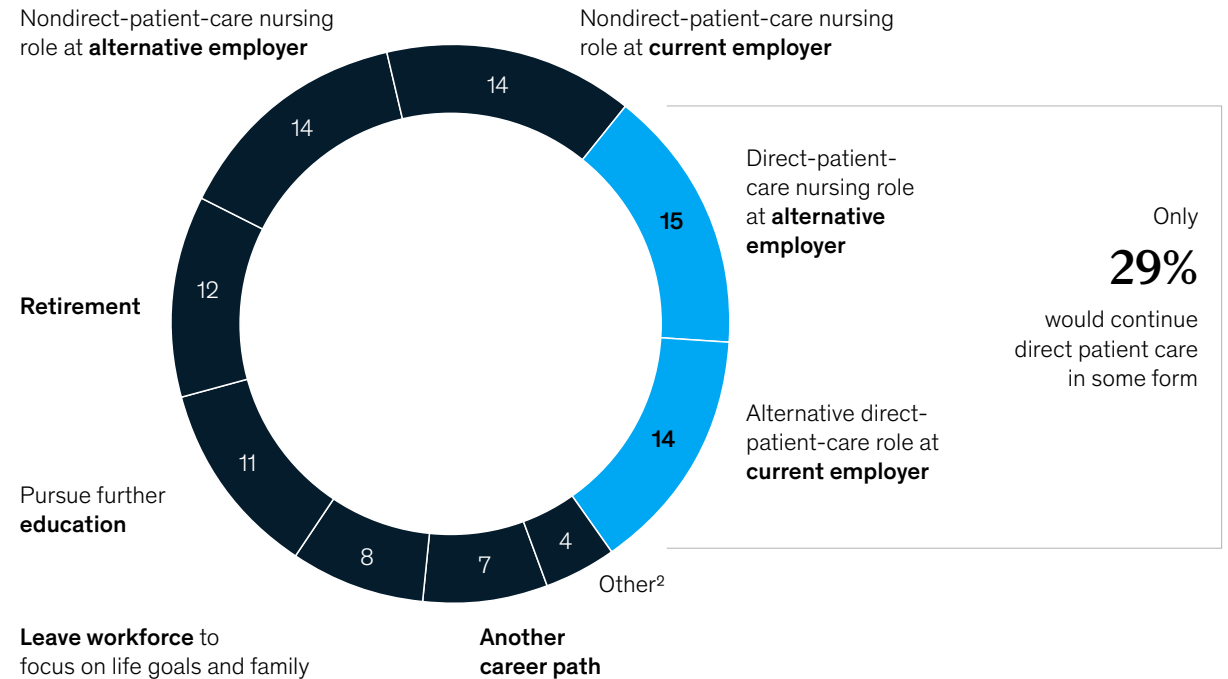 Nondirect-patient-care nursing
role at alternative employer
Nondirect-patient-care nursing
role at current employer
14
14
Direct-patient-
care nursing role
at alternative
employer
15
Only
29%
would continue
direct patient care
in some form
Retirement
12
Alternative direct-
patient-care role at
current employer
14
11
Pursue further
education
8
7
4
Other²
Leave workforce to
focus on life goals and family
Another
career path